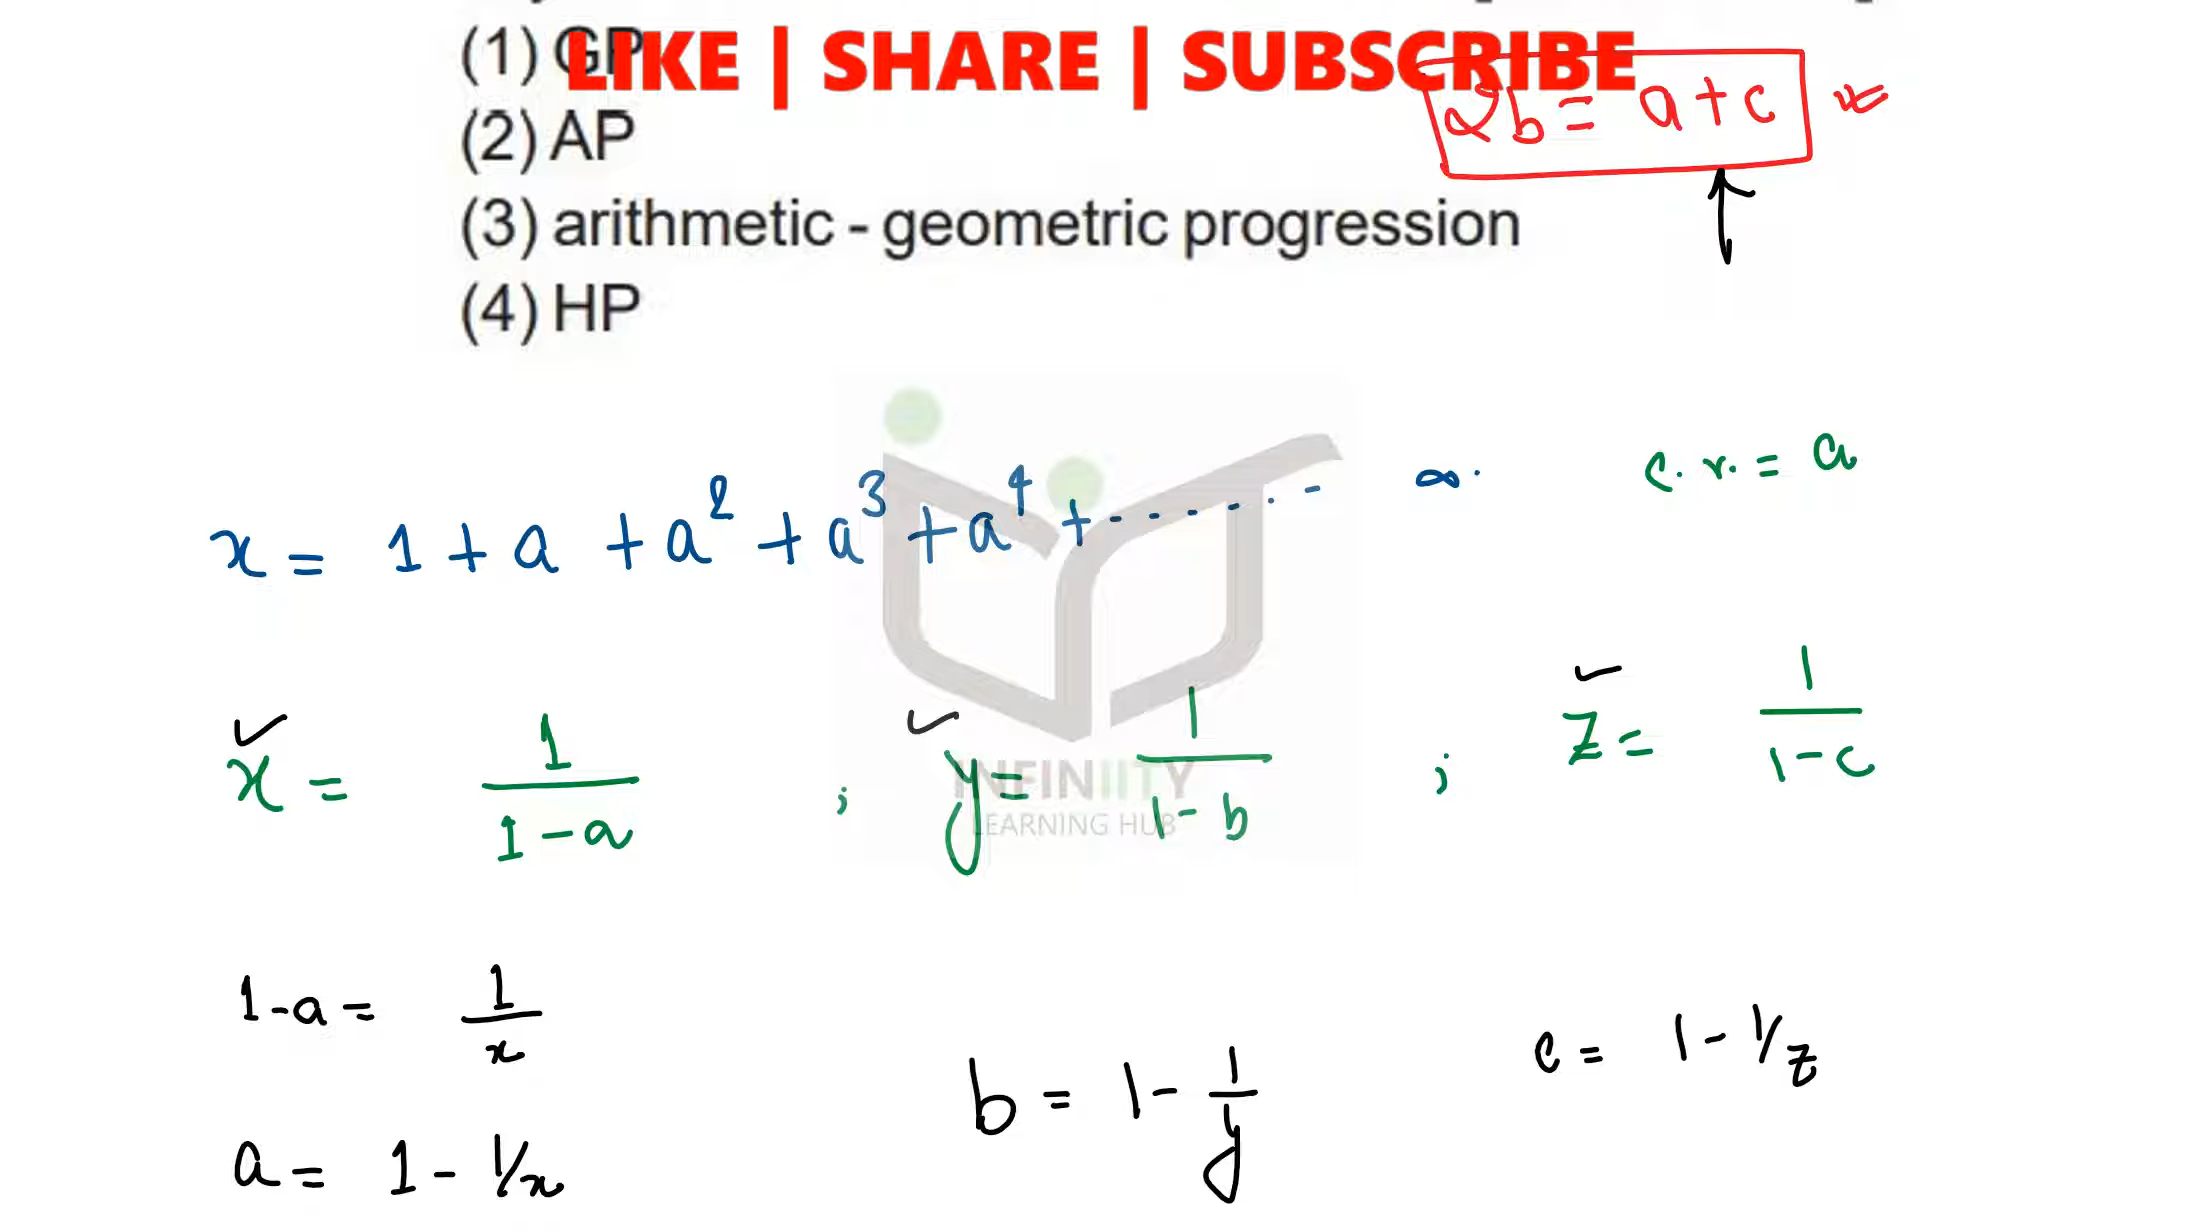 (1) GP
LIKE | SHARE | SUBSCRIBE
2b = a + c
(2) AP
(3) arithmetic - geometric progression
(4) HP
c.r. = a
x = 1 + a + a² + a³ + a⁴ + ........ ∞.
x = 1/(1-a) ; y = 1/(1-b) ; z = 1/(1-c)
INFINIITY
LEARNING HUB
1-a = 1/x
b = 1 - 1/y
c = 1 - 1/z
a = 1 - 1/x